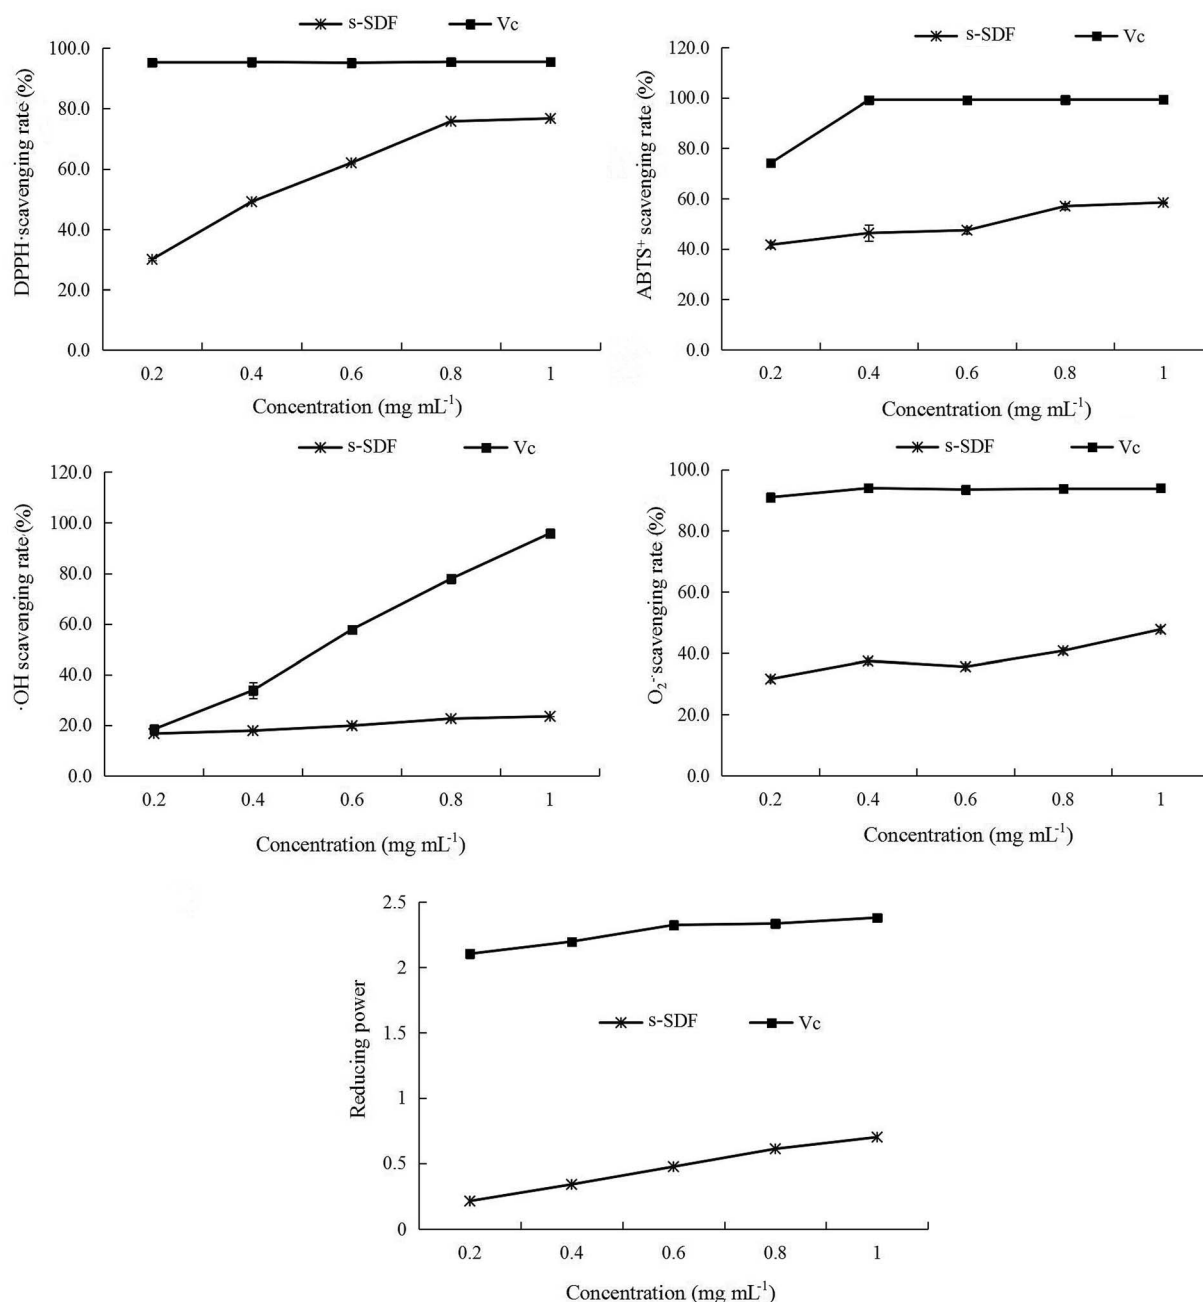 s-SDF Vc
100.0
80.0
60.0
40.0
20.0
0.0
DPPH·scavenging rate (%)
0.2 0.4 0.6 0.8 1
Concentration (mg mL⁻¹)
s-SDF Vc
120.0
100.0
80.0
60.0
40.0
20.0
0.0
ABTS⁺ scavenging rate (%)
0.2 0.4 0.6 0.8 1
Concentration (mg mL⁻¹)
s-SDF Vc
120.0
100.0
80.0
60.0
40.0
20.0
0.0
·OH scavenging rate (%)
0.2 0.4 0.6 0.8 1
Concentration (mg mL⁻¹)
s-SDF Vc
100.0
80.0
60.0
40.0
20.0
0.0
O₂⁻·scavenging rate (%)
0.2 0.4 0.6 0.8 1
Concentration (mg mL⁻¹)
2.5
2
1.5
1
0.5
0
Reducing power
s-SDF Vc
0.2 0.4 0.6 0.8 1
Concentration (mg mL⁻¹)